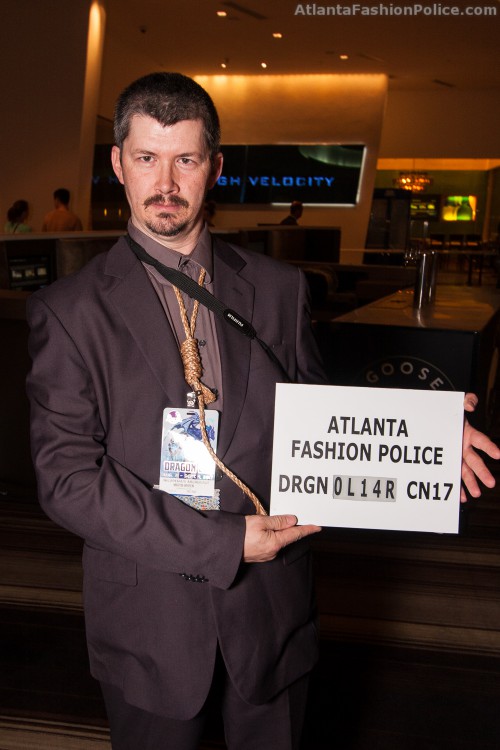 AtlantaFashionPolice.com
GH VELOCITY
GOOSE
ATLANTA
FASHION POLICE
DRGN 0L14R CN17
DRAGON